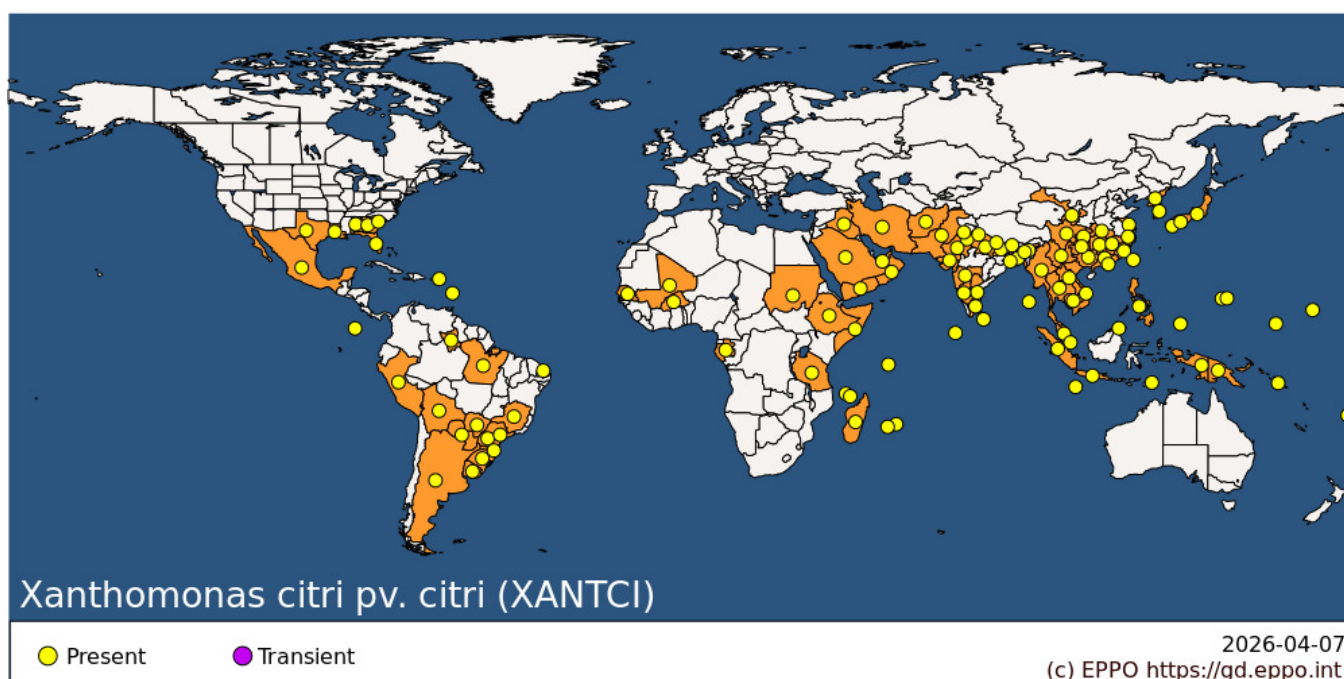 Xanthomonas citri pv. citri (XANTCI)
Present
Transient
2026-04-07
(c) EPPO https://gd.eppo.int